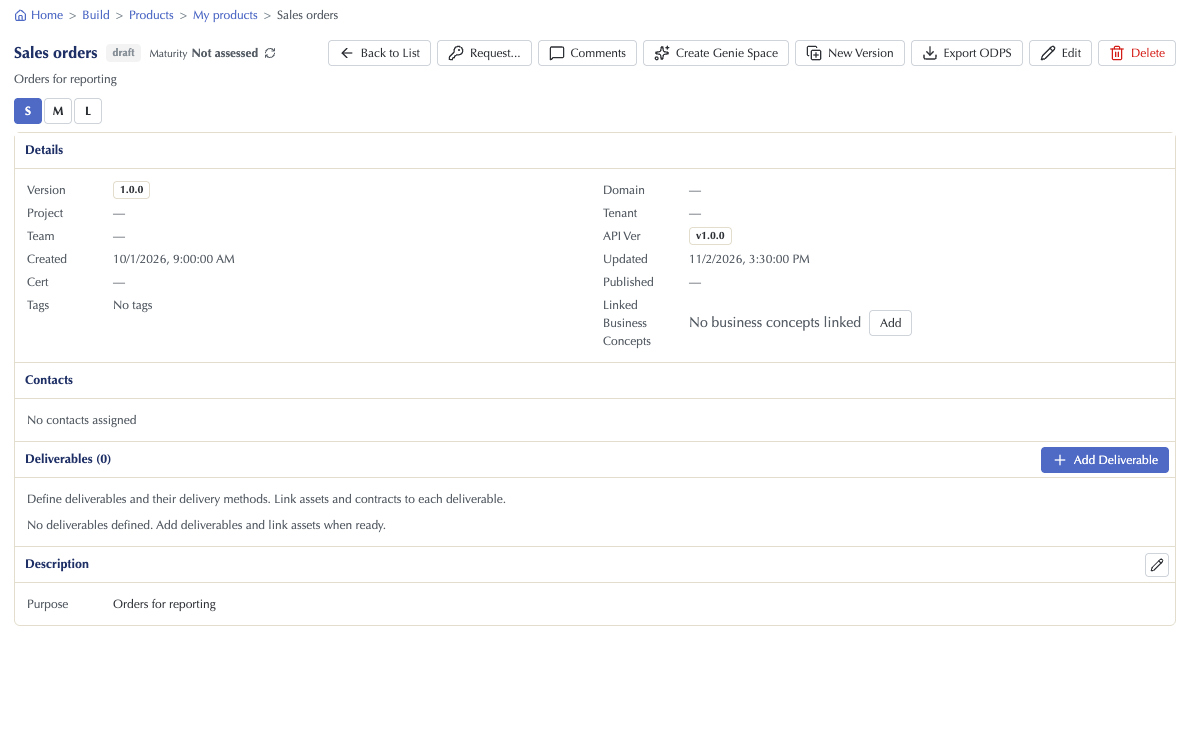 Home > Build > Products > My products > Sales orders
Sales orders draft Maturity Not assessed Back to List Request... Comments Create Genie Space New Version Export ODPS Edit Delete
Orders for reporting
S M L
Details
Version 1.0.0 Domain —
Project — Tenant —
Team — API Ver v1.0.0
Created 10/1/2026, 9:00:00 AM Updated 11/2/2026, 3:30:00 PM
Cert — Published —
Tags No tags Linked Business Concepts No business concepts linked Add
Contacts
No contacts assigned
Deliverables (0) Add Deliverable
Define deliverables and their delivery methods. Link assets and contracts to each deliverable.
No deliverables defined. Add deliverables and link assets when ready.
Description
Purpose Orders for reporting